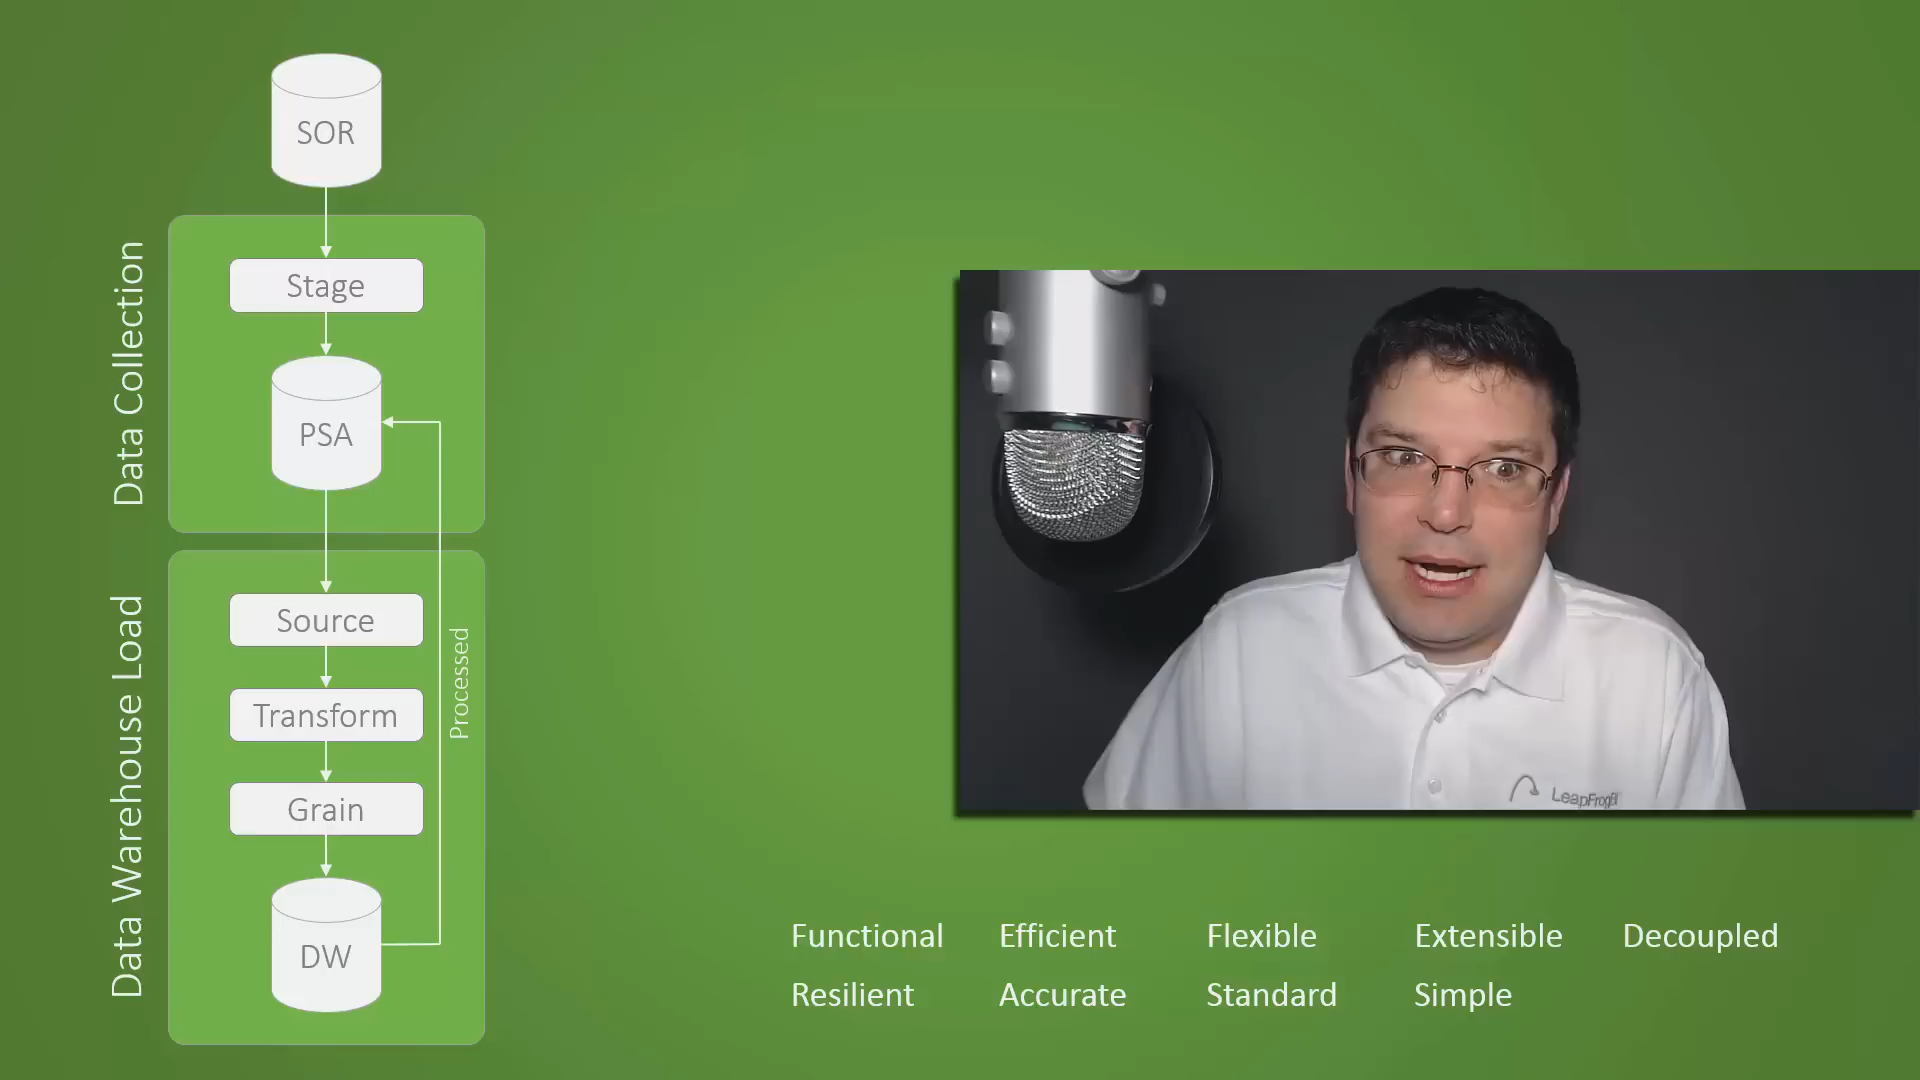 SOR
Data Collection
Stage
PSA
Data Warehouse Load
Source
Transform
Grain
DW
Processed
LeapFrogBI
Functional Efficient Flexible Extensible Decoupled
Resilient Accurate Standard Simple